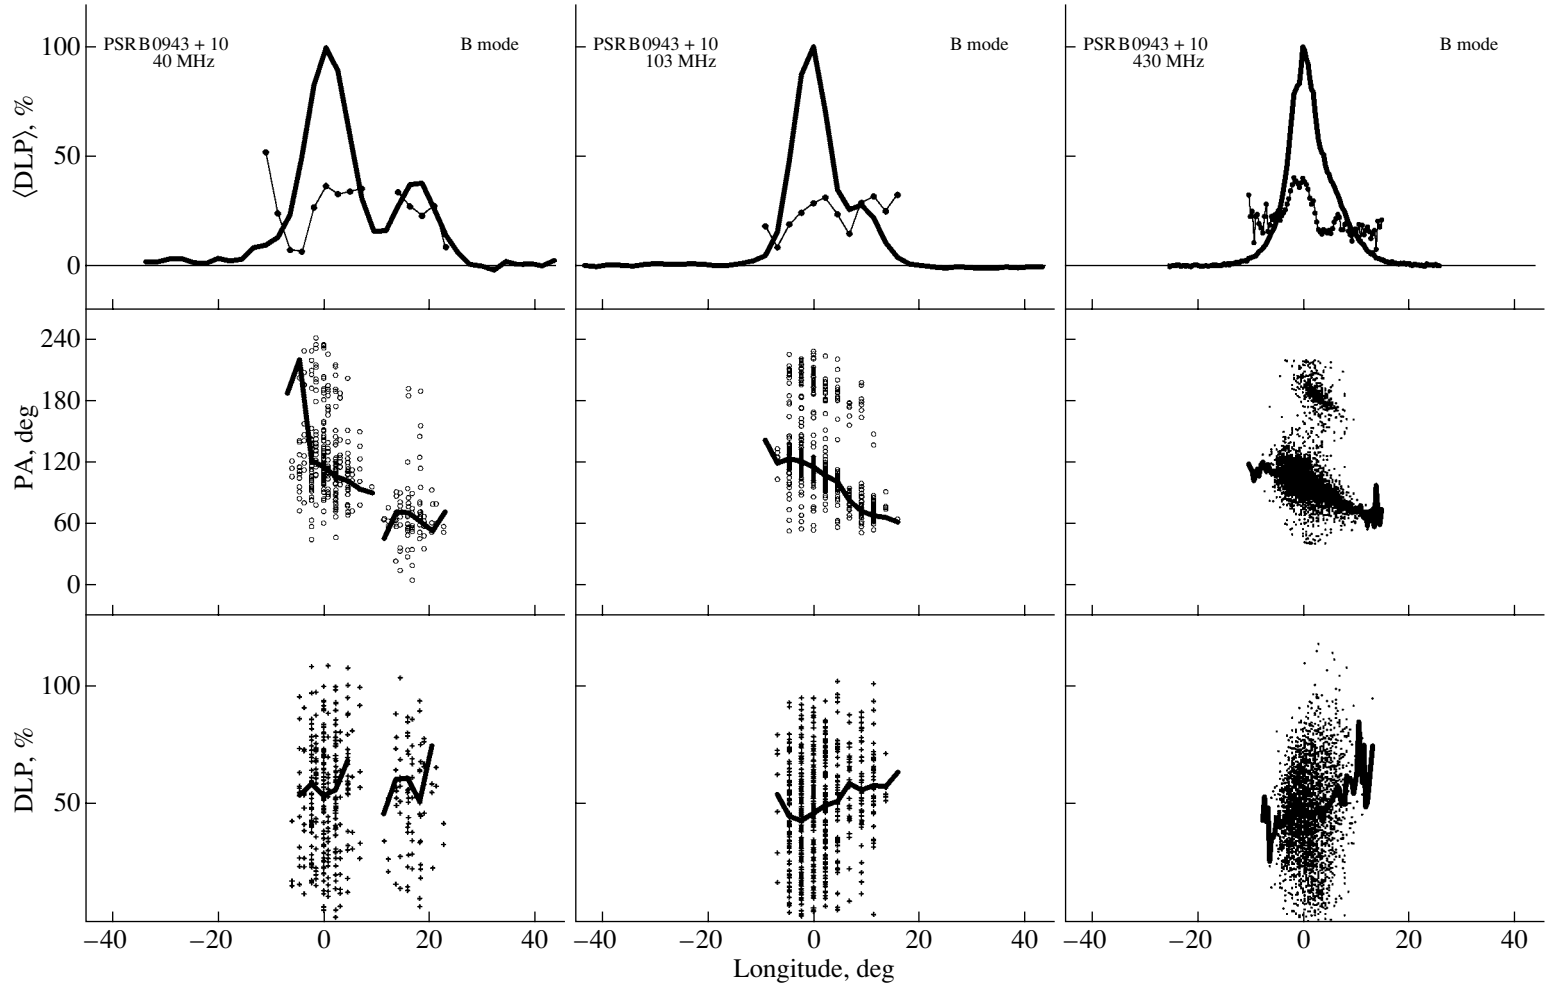 PSR B0943 + 10
40 MHz
B mode
PSR B0943 + 10
103 MHz
B mode
PSR B0943 + 10
430 MHz
B mode
⟨DLP⟩, %
100
50
0
PA, deg
240
180
120
60
0
DLP, %
100
50
−40 −20 0 20 40
−40 −20 0 20 40
−40 −20 0 20 40
Longitude, deg